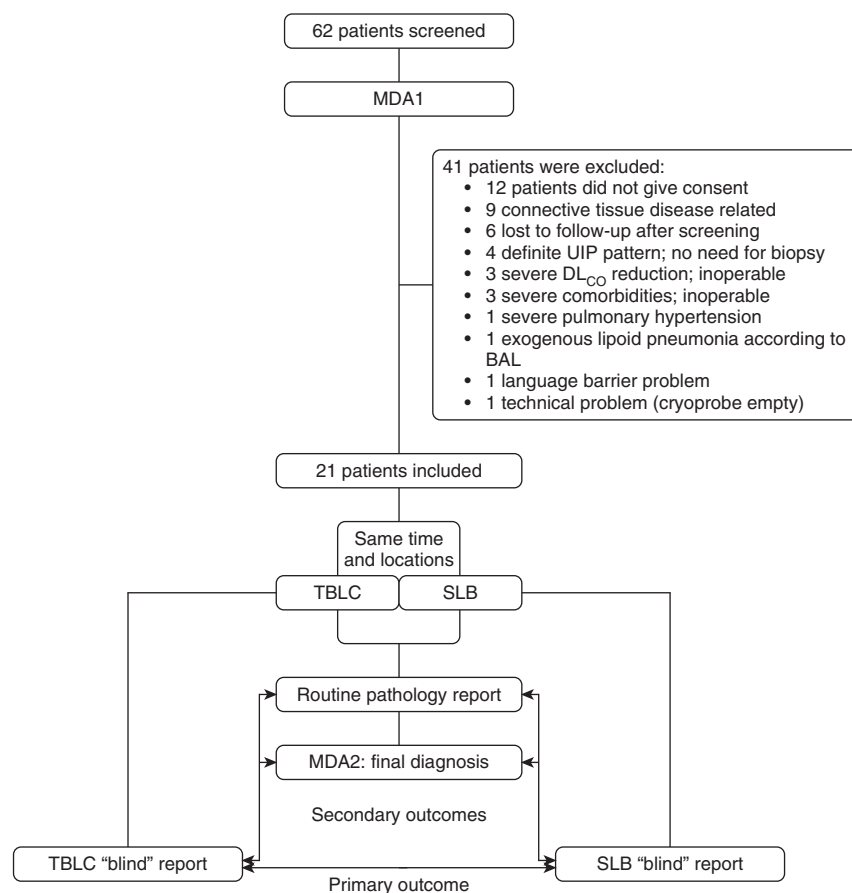 62 patients screened
MDA1
41 patients were excluded:
• 12 patients did not give consent
• 9 connective tissue disease related
• 6 lost to follow-up after screening
• 4 definite UIP pattern; no need for biopsy
• 3 severe DLCO reduction; inoperable
• 3 severe comorbidities; inoperable
• 1 severe pulmonary hypertension
• 1 exogenous lipoid pneumonia according to
BAL
• 1 language barrier problem
• 1 technical problem (cryoprobe empty)
21 patients included
Same time
and locations
TBLC
SLB
Routine pathology report
MDA2: final diagnosis
Secondary outcomes
TBLC “blind” report
SLB “blind” report
Primary outcome